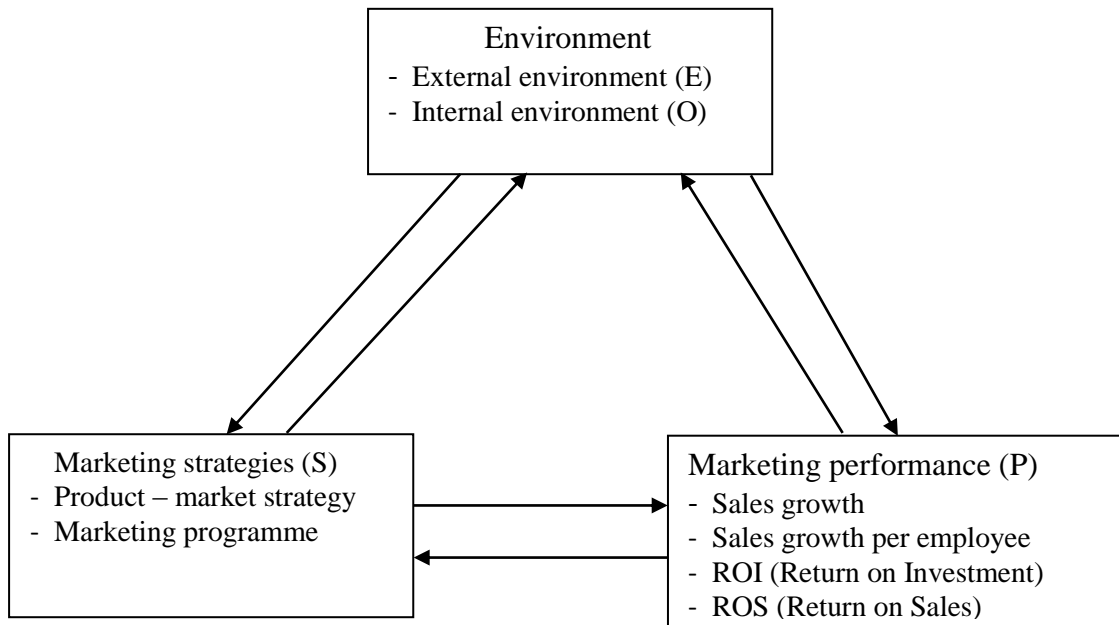 Environment
- External environment (E)
- Internal environment (O)
Marketing strategies (S)
- Product – market strategy
- Marketing programme
Marketing performance (P)
- Sales growth
- Sales growth per employee
- ROI (Return on Investment)
- ROS (Return on Sales)